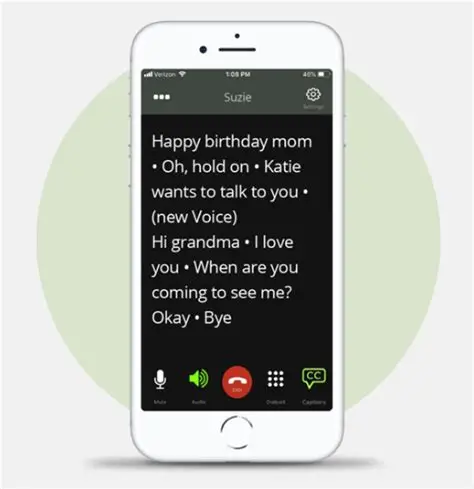 Verizon 1:08 PM 46%
Suzie
Settings
Happy birthday mom
• Oh, hold on • Katie
wants to talk to you •
(new Voice)
Hi grandma • I love
you • When are you
coming to see me?
Okay • Bye
CC
Mute Audio End Dialpad Captions